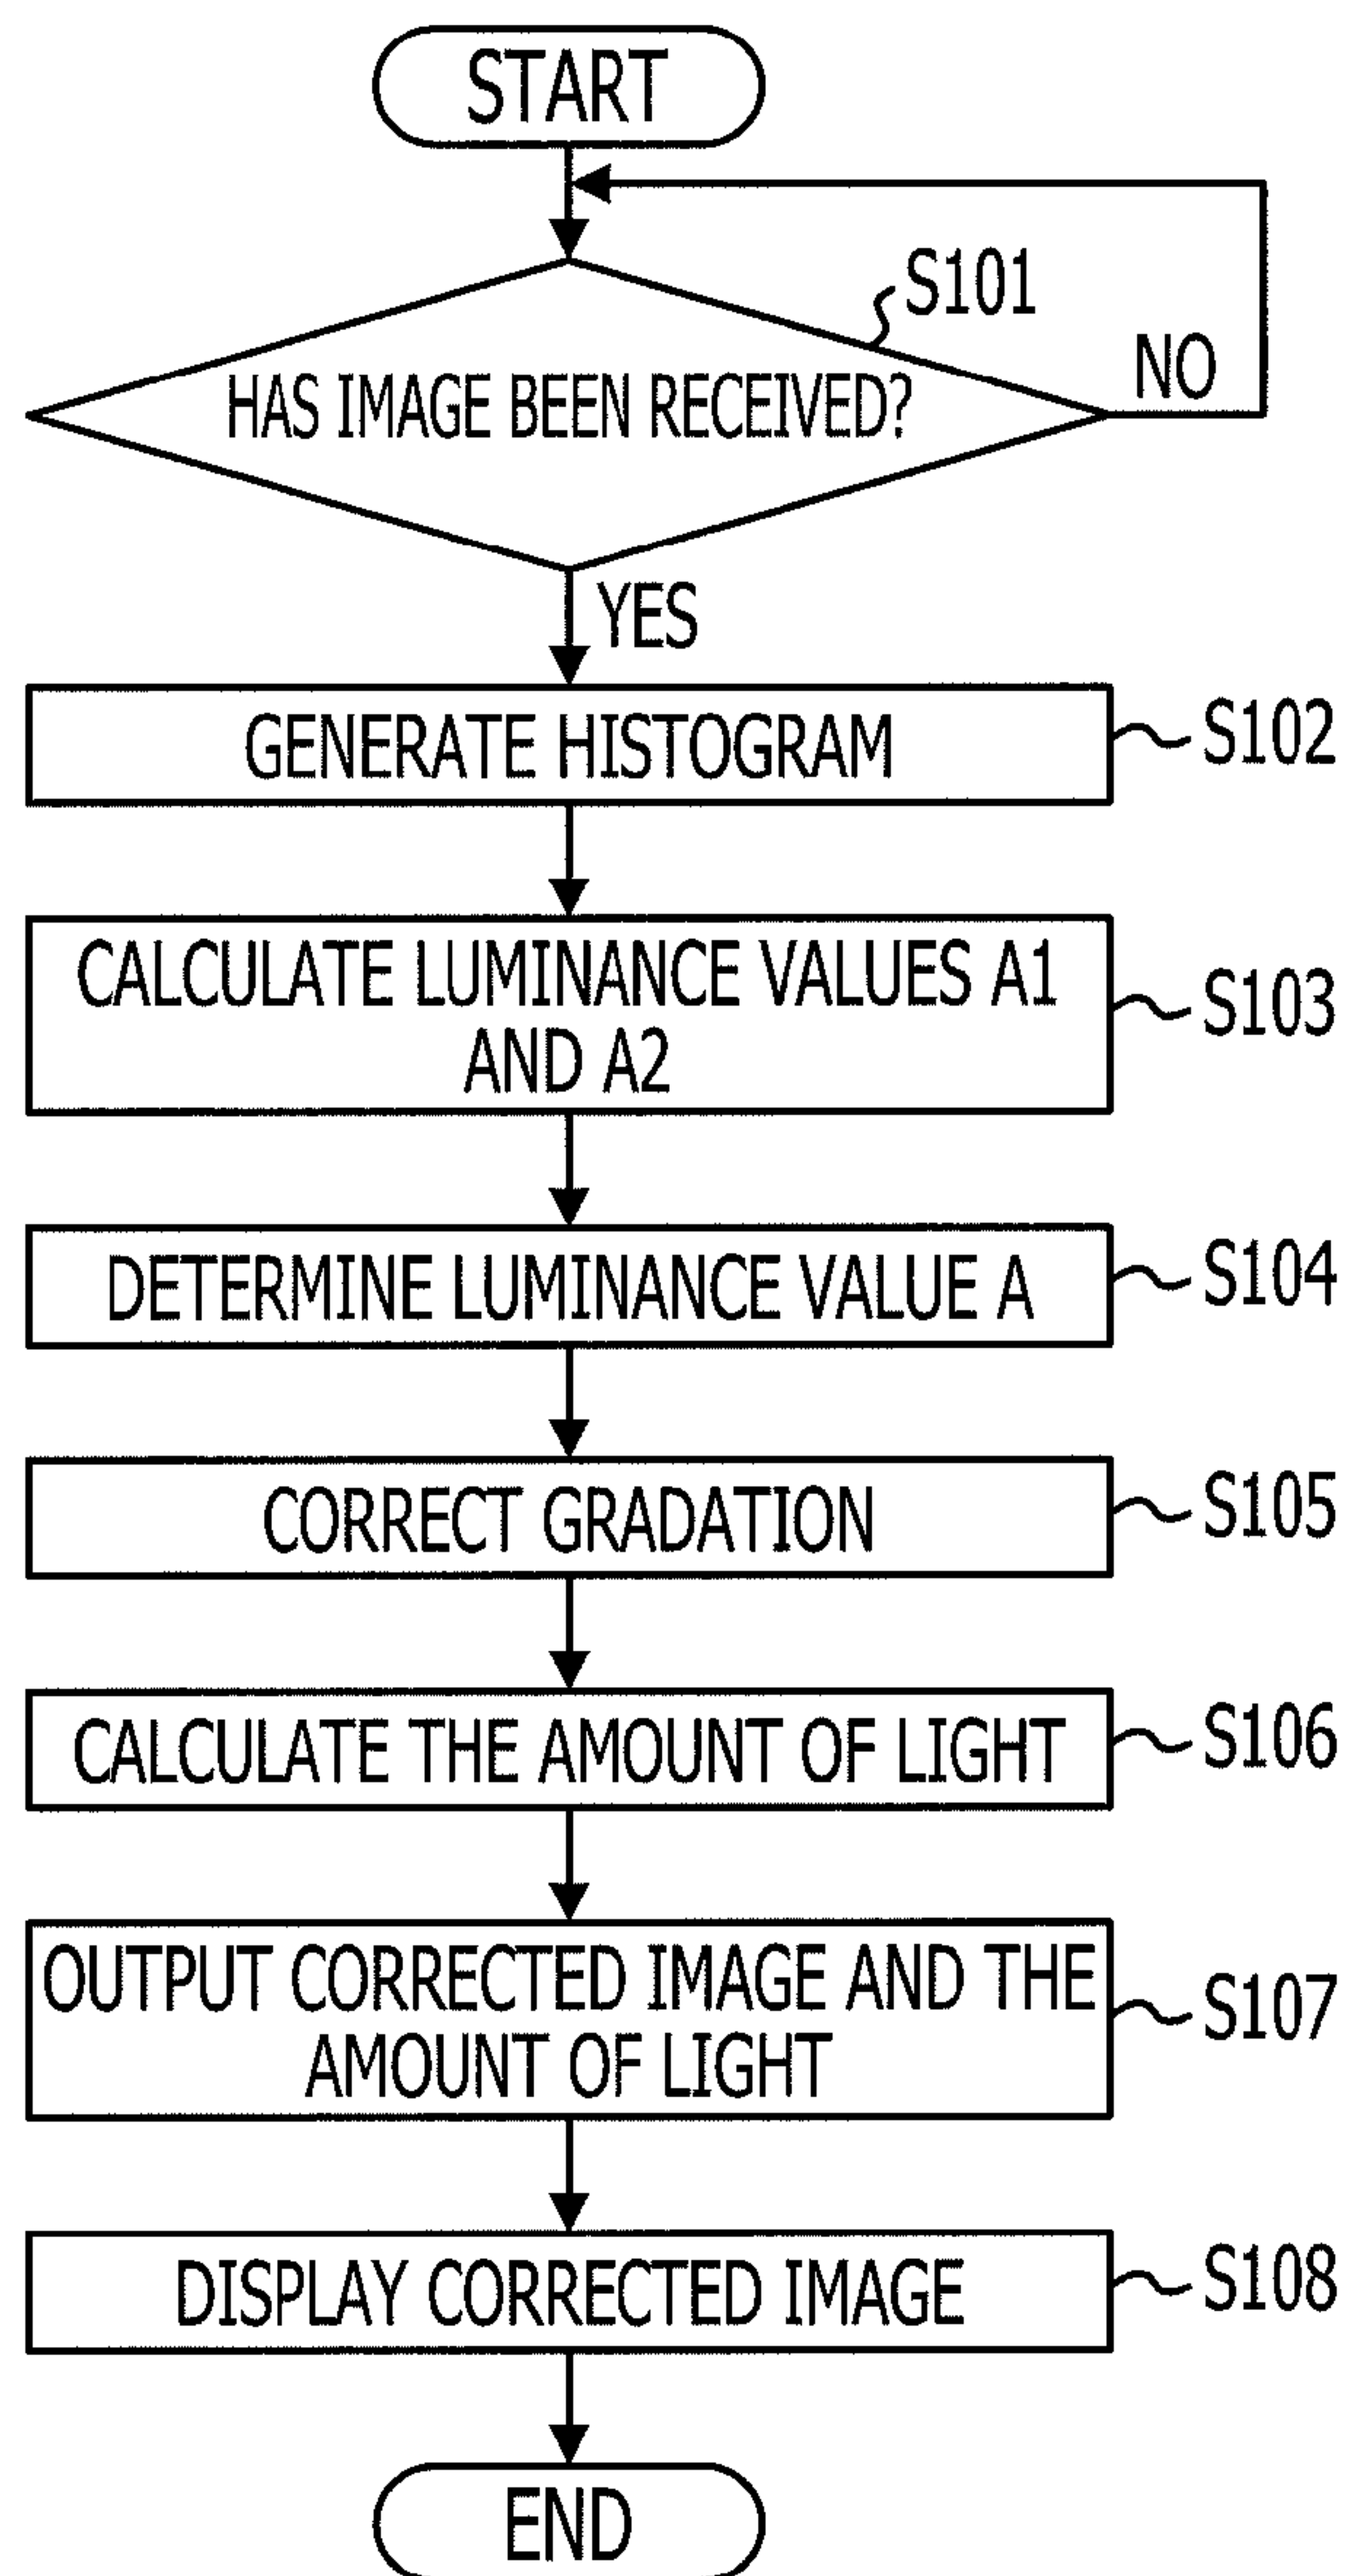 START
S101
HAS IMAGE BEEN RECEIVED?
NO
YES
GENERATE HISTOGRAM
S102
CALCULATE LUMINANCE VALUES A1
AND A2
S103
DETERMINE LUMINANCE VALUE A
S104
CORRECT GRADATION
S105
CALCULATE THE AMOUNT OF LIGHT
S106
OUTPUT CORRECTED IMAGE AND THE
AMOUNT OF LIGHT
S107
DISPLAY CORRECTED IMAGE
S108
END